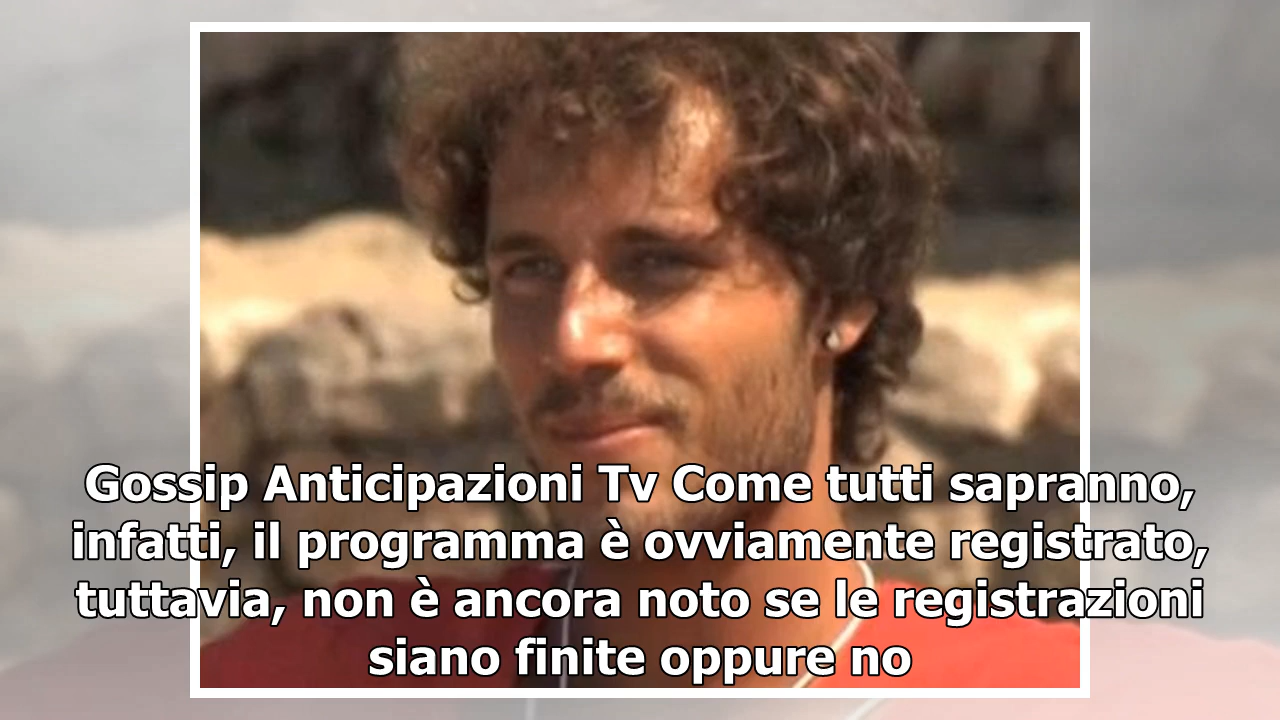 Gossip Anticipazioni Tv Come tutti sapranno,
infatti, il programma è ovviamente registrato,
tuttavia, non è ancora noto se le registrazioni
siano finite oppure no